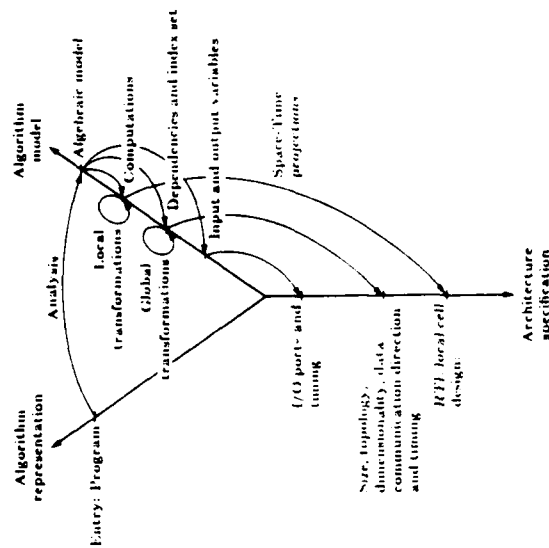 Algorithm
representation
Algorithm
model
Analysis
Entry: Program
Algebraic model
Computations
Dependencies and index set
Input and output variables
Local
transformations
Global
transformations
Space-Time
projections
I/O ports and
timing
Size, topology,
dimensionality, data
communication direction
and timing
RTL local cell
design
Architecture
specification